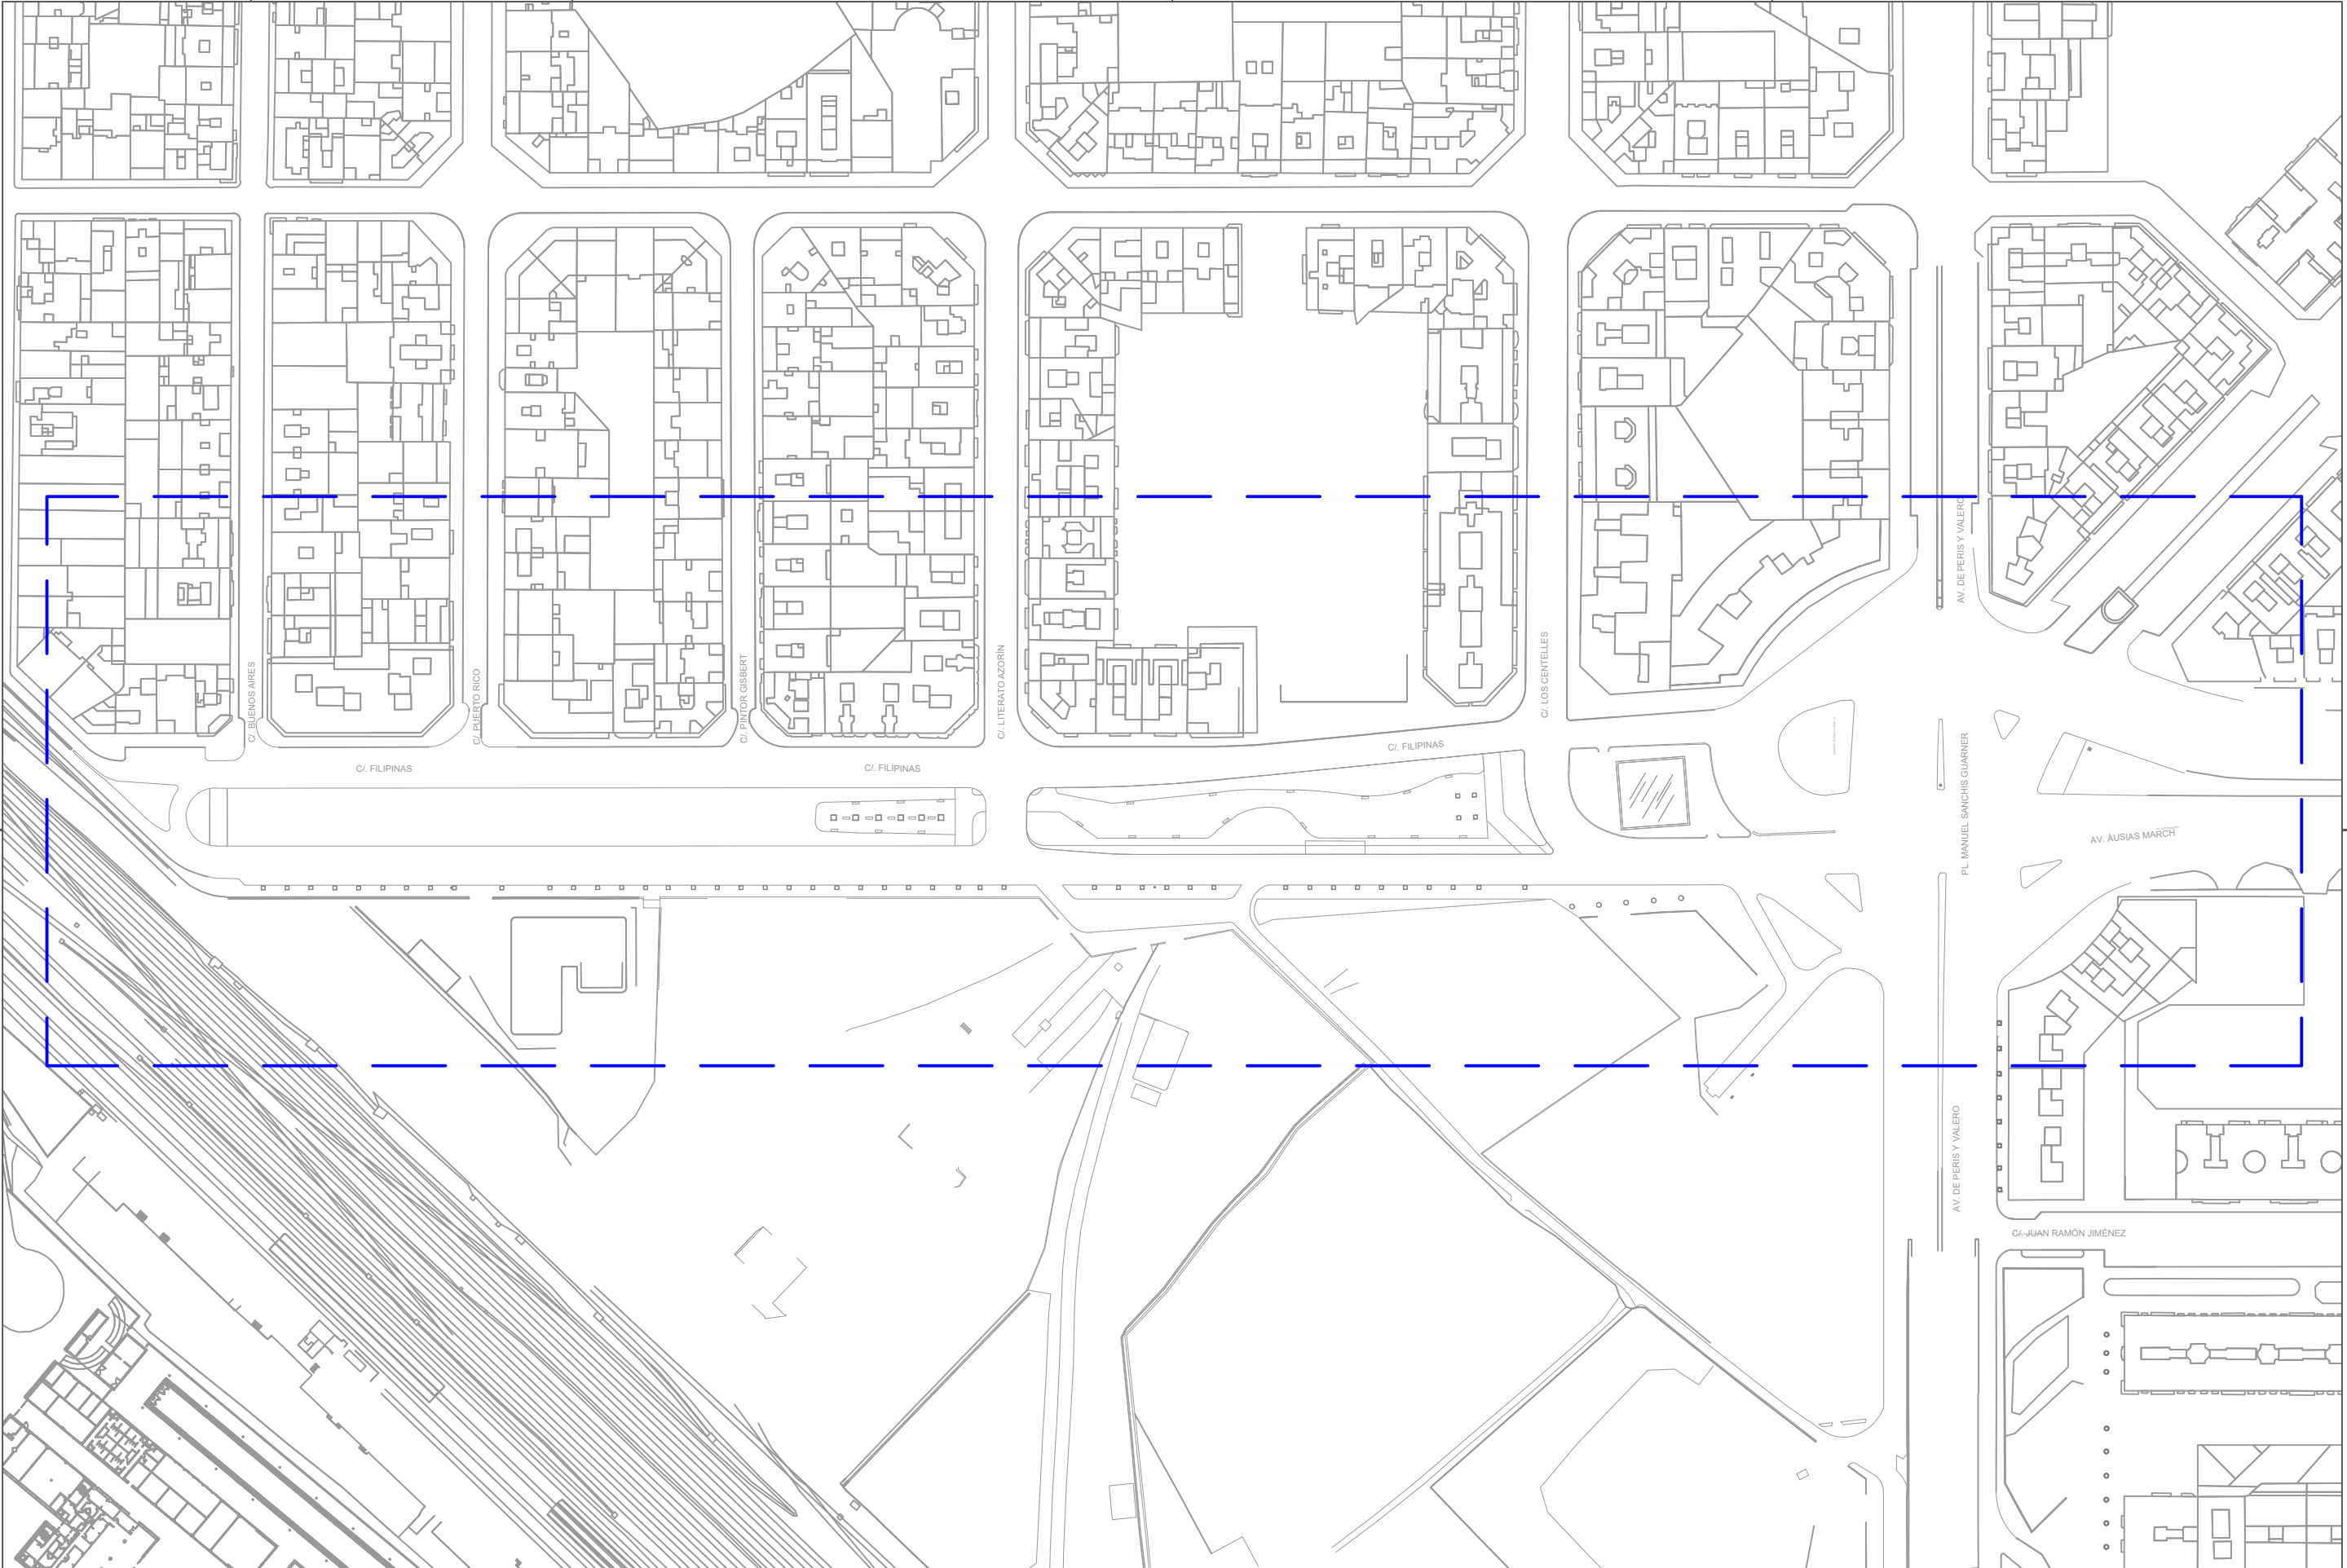 AV. DE PERIS Y VALERO
C/. BUENOS AIRES
C/. PUERTO RICO
C/. PINTOR GISBERT
C/. LITERATO AZORÍN
C/. LOS CENTELLES
C/. FILIPINAS
C/. FILIPINAS
C/. FILIPINAS
PL. MANUEL SANCHIS GUARNER
AV. AUSIAS MARCH
AV. DE PERIS Y VALERO
C/. JUAN RAMÓN JIMÉNEZ